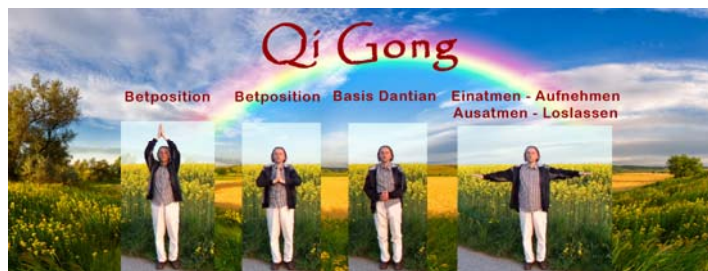 Qi Gong
Betposition
Betposition
Basis Dantian
Einatmen - Aufnehmen
Ausatmen - Loslassen